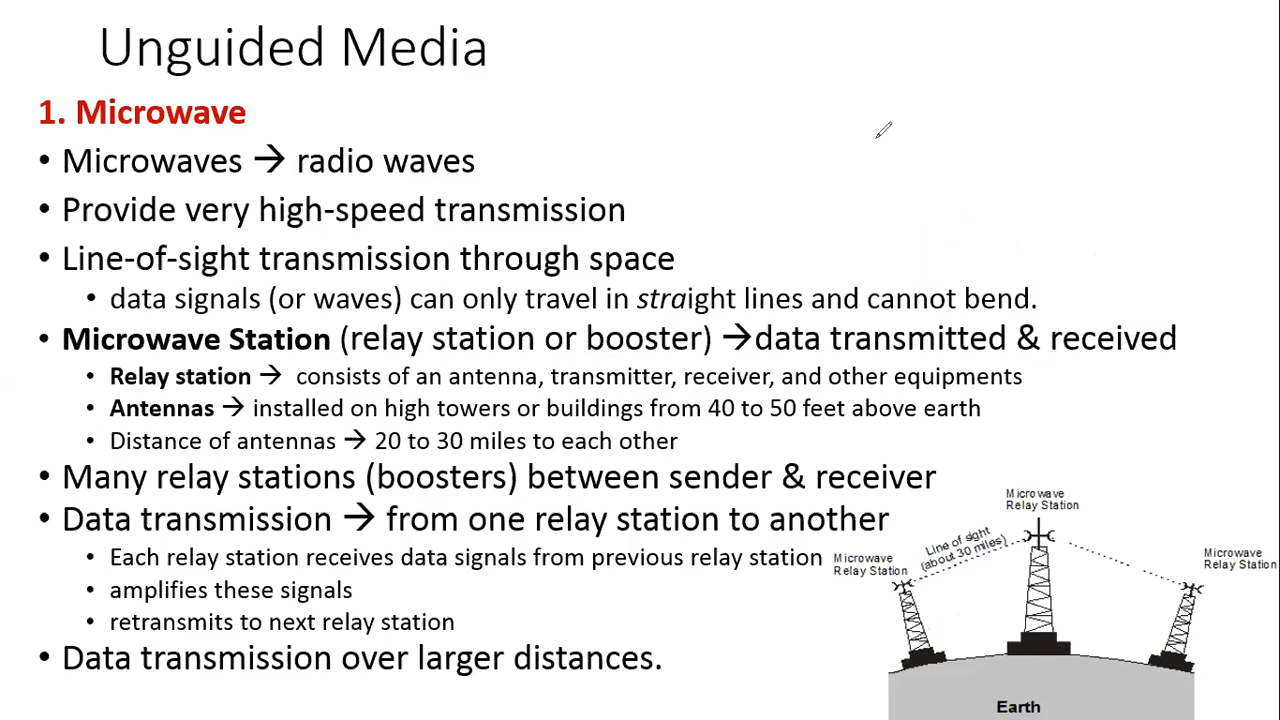 Unguided Media
1. Microwave
• Microwaves → radio waves
• Provide very high-speed transmission
• Line-of-sight transmission through space
• data signals (or waves) can only travel in straight lines and cannot bend.
• Microwave Station (relay station or booster) →data transmitted & received
• Relay station → consists of an antenna, transmitter, receiver, and other equipments
• Antennas → installed on high towers or buildings from 40 to 50 feet above earth
• Distance of antennas → 20 to 30 miles to each other
• Many relay stations (boosters) between sender & receiver
• Data transmission → from one relay station to another
• Each relay station receives data signals from previous relay station
• amplifies these signals
• retransmits to next relay station
• Data transmission over larger distances.
Microwave
Relay Station
Line of sight
(about 30 miles)
Microwave
Relay Station
Microwave
Relay Station
Earth